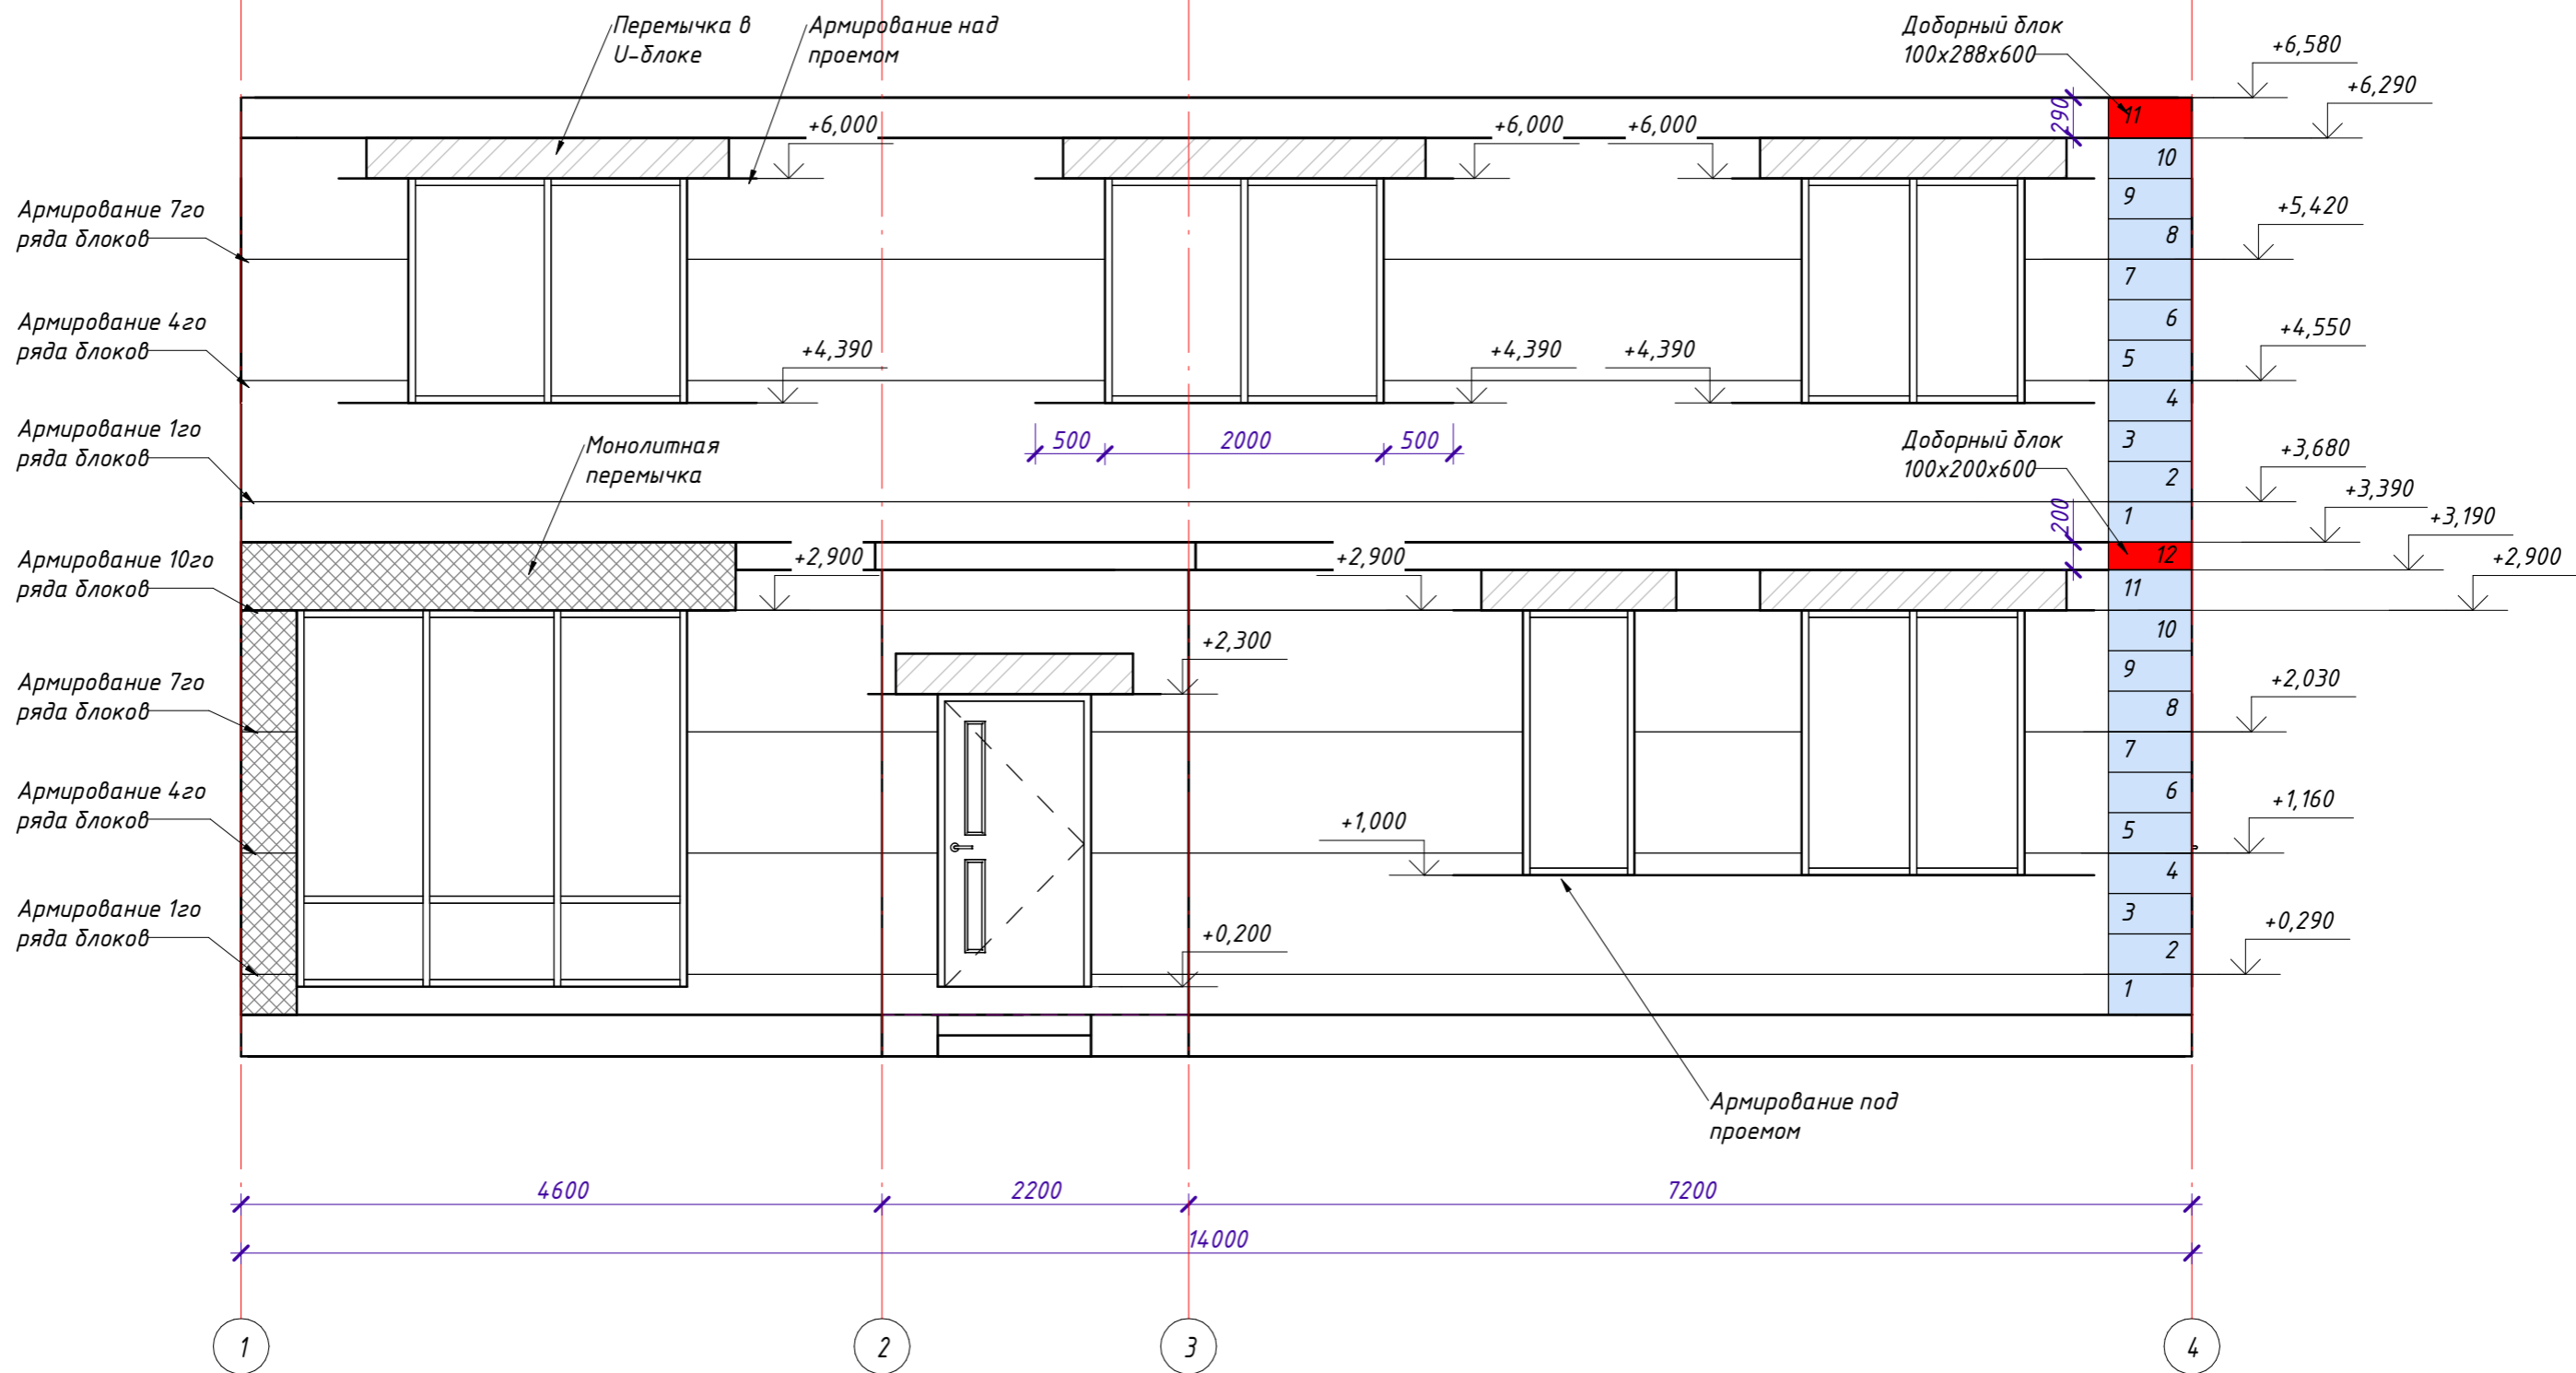 Перемычка в
U-блоке
Армирование над
проемом
Доборный блок
100х288х600
+6,580
+6,290
290
11
+6,000
+6,000
+6,000
10
9
Армирование 7го
ряда блоков
+5,420
8
7
Армирование 4го
ряда блоков
6
+4,550
+4,390
+4,390
+4,390
5
4
Армирование 1го
ряда блоков
Монолитная
перемычка
500
2000
500
Доборный блок
100х200х600
3
+3,680
2
+3,390
200
1
+3,190
Армирование 10го
ряда блоков
+2,900
+2,900
12
+2,900
11
10
+2,300
9
Армирование 7го
ряда блоков
+2,030
8
7
Армирование 4го
ряда блоков
6
+1,160
+1,000
5
4
Армирование 1го
ряда блоков
3
+0,290
+0,200
2
1
Армирование под
проемом
4600
2200
7200
14000
1
2
3
4